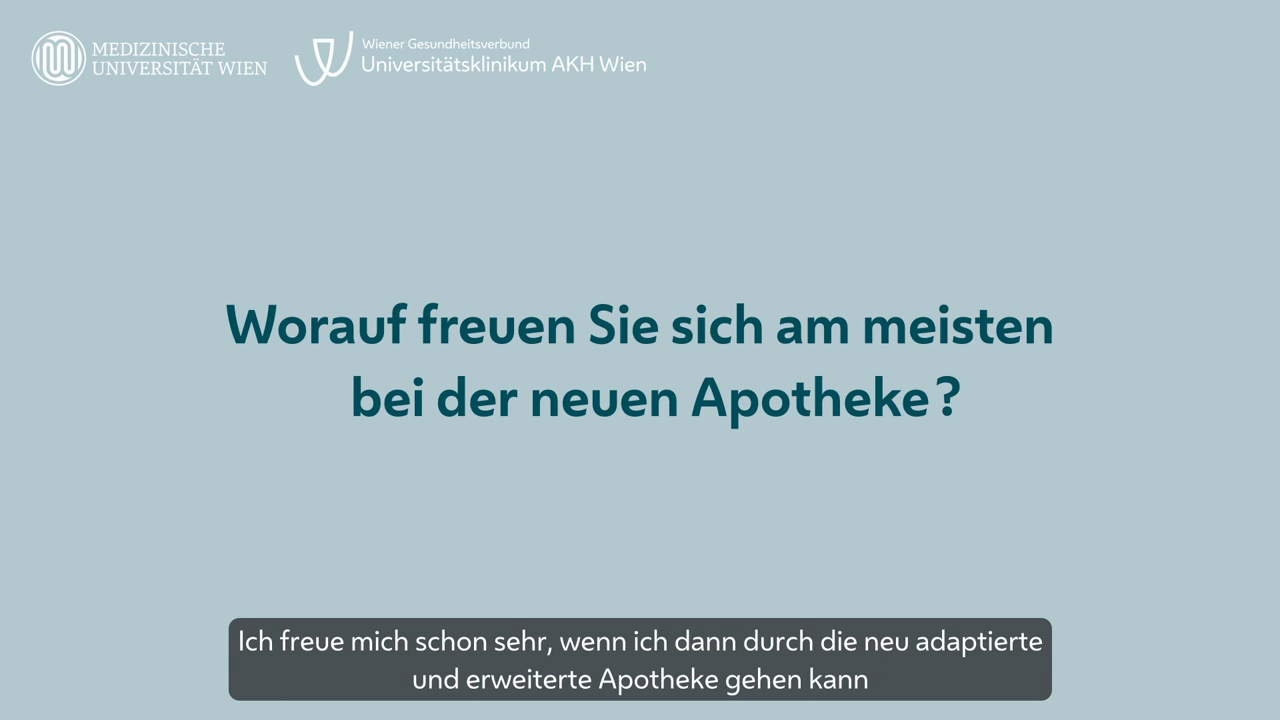 MEDIZINISCHE
UNIVERSITÄT WIEN
Wiener Gesundheitsverbund
Universitätsklinikum AKH Wien
Worauf freuen Sie sich am meisten
bei der neuen Apotheke?
Ich freue mich schon sehr, wenn ich dann durch die neu adaptierte
und erweiterte Apotheke gehen kann